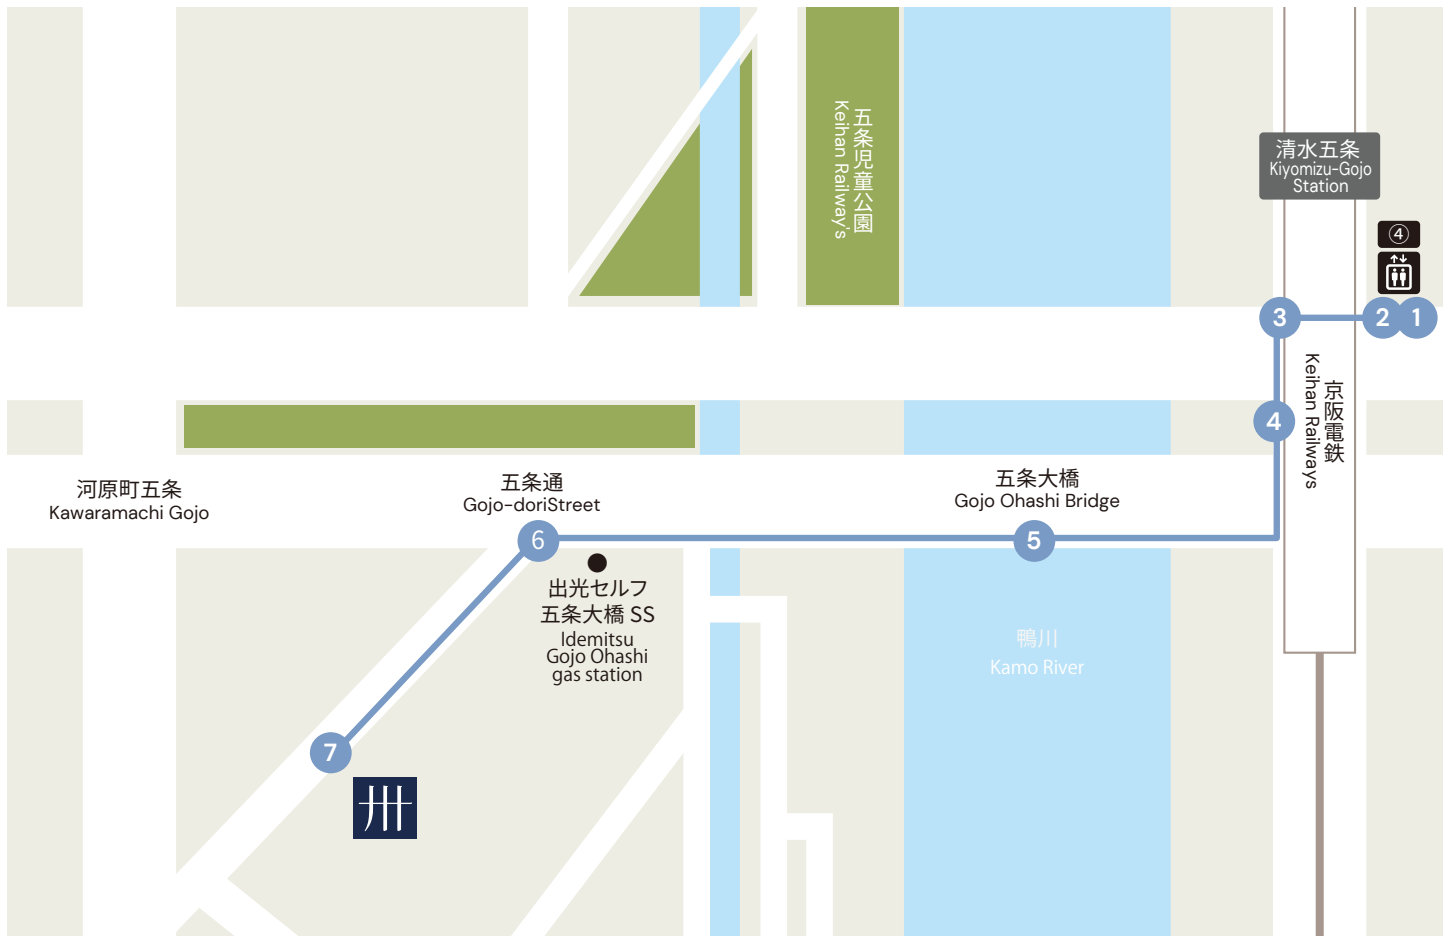 五条児童公園
Keihan Railway's
清水五条
Kiyomizu-Gojo
Station
④
3
2
1
京阪電鉄
Keihan Railways
4
河原町五条
Kawaramachi Gojo
五条通
Gojo-doriStreet
五条大橋
Gojo Ohashi Bridge
6
5
出光セルフ
五条大橋 SS
Idemitsu
Gojo Ohashi
gas station
鴨川
Kamo River
7
卅